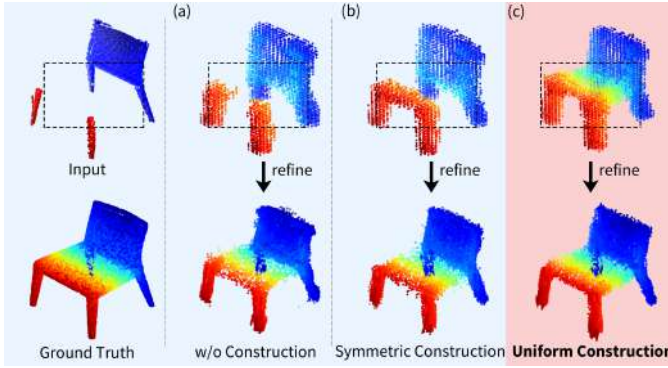 (a)
(b)
(c)
Input
refine
refine
refine
Ground Truth
w/o Construction
Symmetric Construction
Uniform Construction